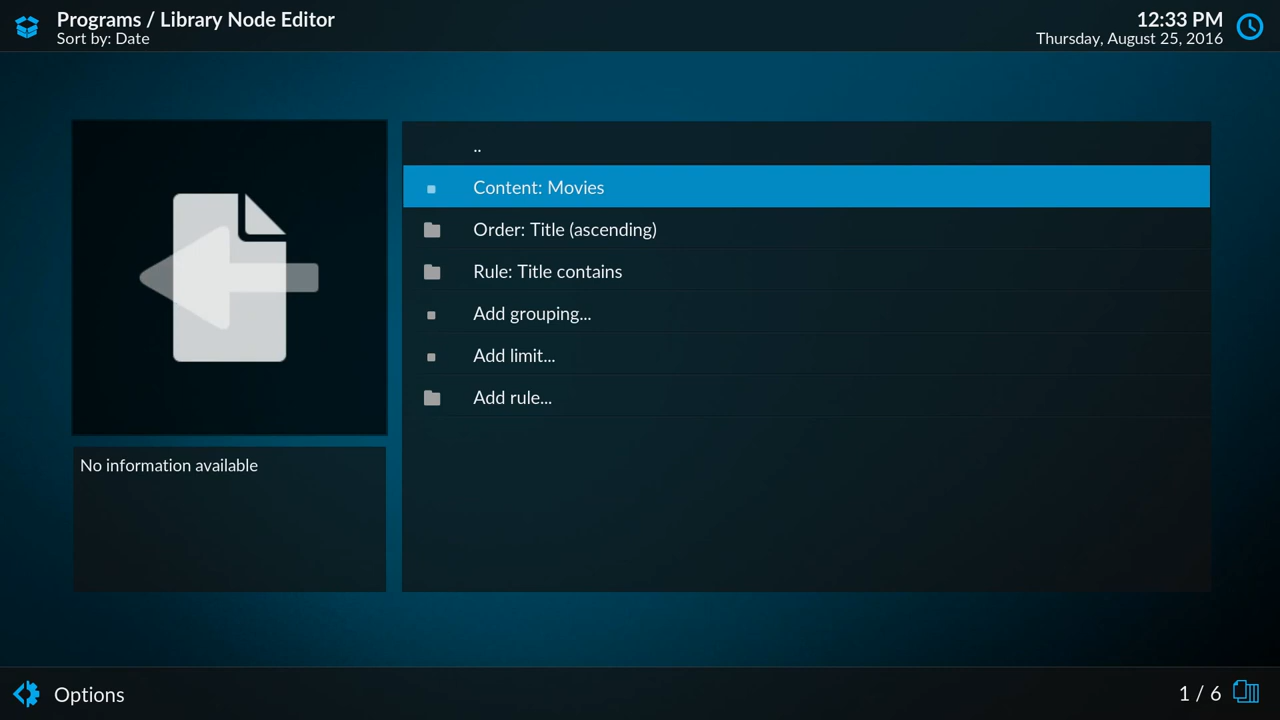 Programs / Library Node Editor
Sort by: Date
12:33 PM
Thursday, August 25, 2016
..
Content: Movies
Order: Title (ascending)
Rule: Title contains
Add grouping...
Add limit...
Add rule...
No information available
Options
1 / 6